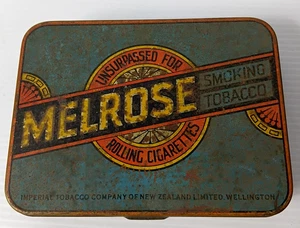 UNSURPASSED FOR
MELROSE
SMOKING
TOBACCO
ROLLING CIGARETTES
IMPERIAL TOBACCO COMPANY OF NEW ZEALAND LIMITED, WELLINGTON